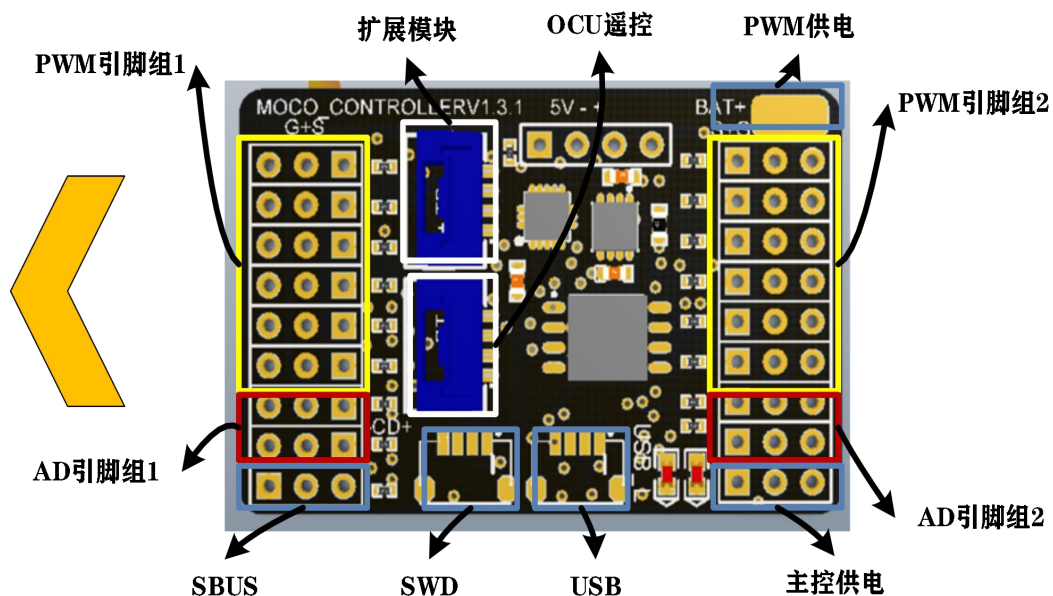 扩展模块
OCU遥控
PWM供电
PWM引脚组1
PWM引脚组2
MOCO_CONTROLLERV1.3.1
5V - +
BAT+
G+S
CD+
USB
AD引脚组1
AD引脚组2
SBUS
SWD
USB
主控供电